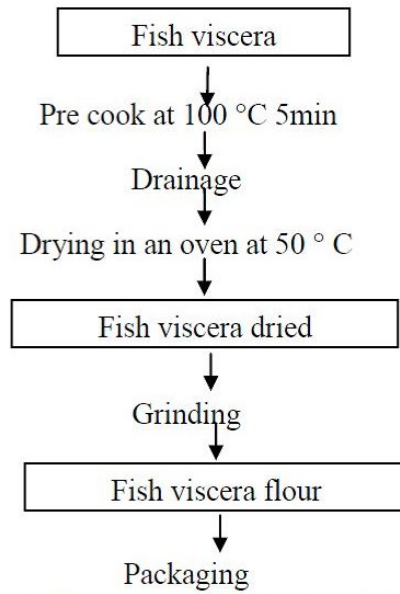 Fish viscera
Pre cook at 100 °C 5min
Drainage
Drying in an oven at 50 ° C
Fish viscera dried
Grinding
Fish viscera flour
Packaging